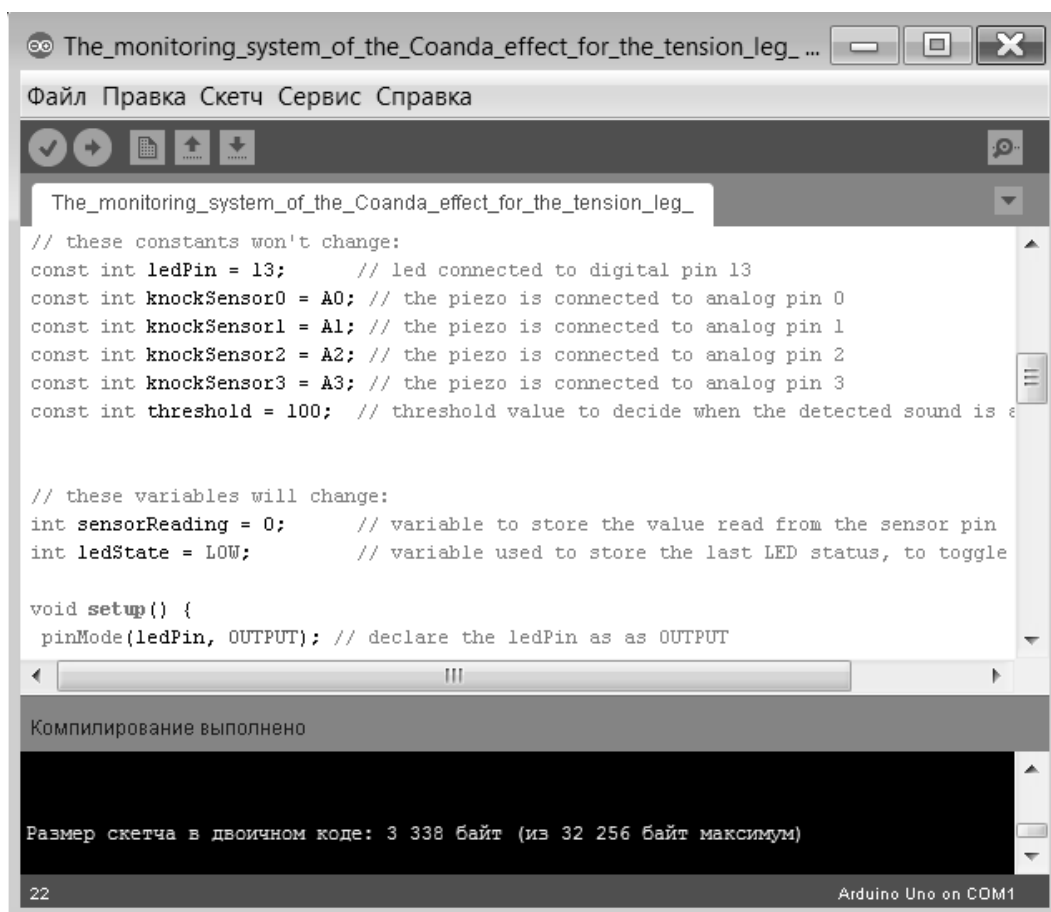 The_monitoring_system_of_the_Coanda_effect_for_the_tension_leg_ ...
Файл Правка Скетч Сервис Справка
The_monitoring_system_of_the_Coanda_effect_for_the_tension_leg_
// these constants won't change:
const int ledPin = 13; // led connected to digital pin 13
const int knockSensor0 = A0; // the piezo is connected to analog pin 0
const int knockSensor1 = A1; // the piezo is connected to analog pin 1
const int knockSensor2 = A2; // the piezo is connected to analog pin 2
const int knockSensor3 = A3; // the piezo is connected to analog pin 3
const int threshold = 100; // threshold value to decide when the detected sound is
// these variables will change:
int sensorReading = 0; // variable to store the value read from the sensor pin
int ledState = LOW; // variable used to store the last LED status, to toggle
void setup() {
pinMode(ledPin, OUTPUT); // declare the ledPin as as OUTPUT
Компилирование выполнено
Размер скетча в двоичном коде: 3 338 байт (из 32 256 байт максимум)
22
Arduino Uno on COM1